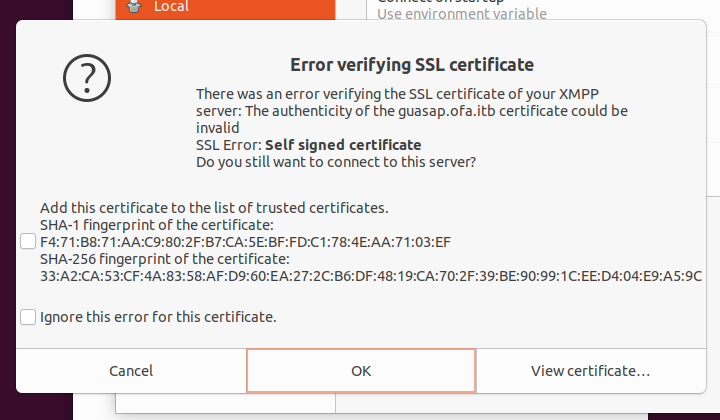 Local
Connect on startup
Use environment variable
Error verifying SSL certificate
There was an error verifying the SSL certificate of your XMPP
server: The authenticity of the guasap.ofa.itb certificate could be
invalid
SSL Error: Self signed certificate
Do you still want to connect to this server?
Add this certificate to the list of trusted certificates.
SHA-1 fingerprint of the certificate:
F4:71:B8:71:AA:C9:80:2F:B7:CA:5E:BF:FD:C1:78:4E:AA:71:03:EF
SHA-256 fingerprint of the certificate:
33:A2:CA:53:CF:4A:83:58:AF:D9:60:EA:27:2C:B6:DF:48:19:CA:70:2F:39:BE:90:99:1C:EE:D4:04:E9:A5:9C
Ignore this error for this certificate.
Cancel
OK
View certificate…